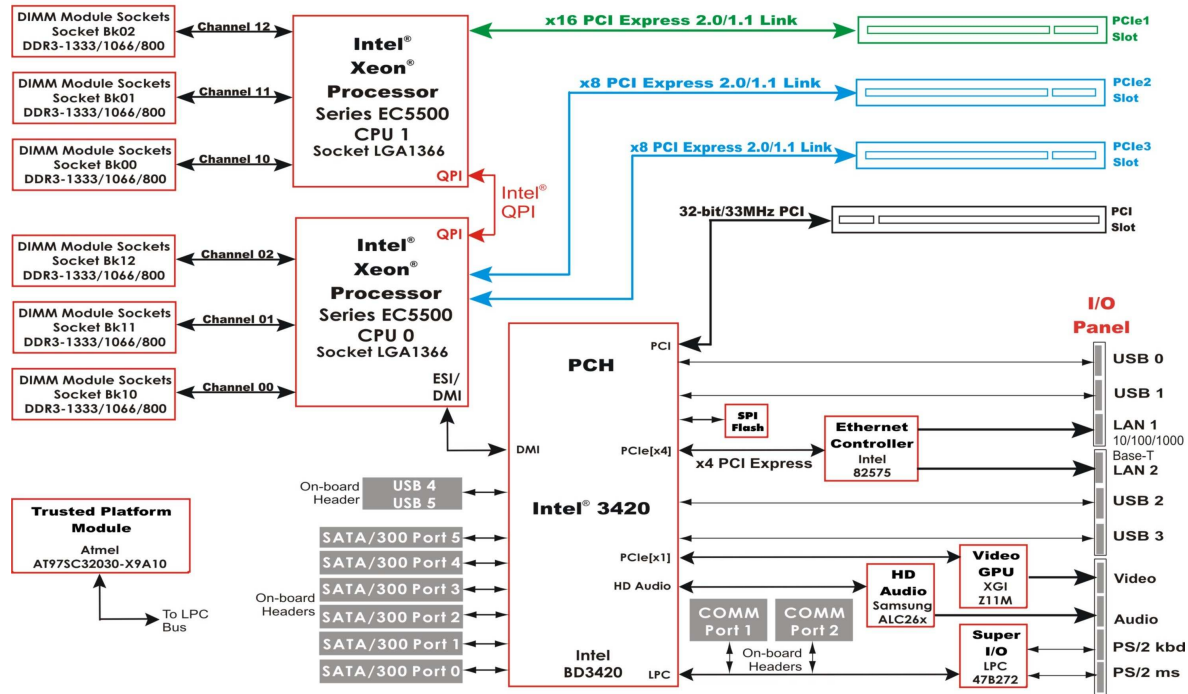 DIMM Module Sockets
Socket Bk02
DDR3-1333/1066/800
Channel 12
DIMM Module Sockets
Socket Bk01
DDR3-1333/1066/800
Channel 11
DIMM Module Sockets
Socket Bk00
DDR3-1333/1066/800
Channel 10
Intel®
Xeon®
Processor
Series EC5500
CPU 1
Socket LGA1366
QPI
Intel®
QPI
x16 PCI Express 2.0/1.1 Link
PCIe1
Slot
x8 PCI Express 2.0/1.1 Link
PCIe2
Slot
x8 PCI Express 2.0/1.1 Link
PCIe3
Slot
32-bit/33MHz PCI
PCI
Slot
DIMM Module Sockets
Socket Bk12
DDR3-1333/1066/800
Channel 02
DIMM Module Sockets
Socket Bk11
DDR3-1333/1066/800
Channel 01
DIMM Module Sockets
Socket Bk10
DDR3-1333/1066/800
Channel 00
QPI
Intel®
Xeon®
Processor
Series EC5500
CPU 0
Socket LGA1366
ESI/
DMI
PCH
Intel® 3420
Intel
BD3420
PCI
DMI
PCIe[x4]
PCIe[x1]
HD Audio
LPC
SPI
Flash
x4 PCI Express
Ethernet
Controller
Intel
82575
I/O
Panel
USB 0
USB 1
LAN 1
10/100/1000
Base-T
LAN 2
USB 2
USB 3
Video
Audio
PS/2 kbd
PS/2 ms
Video
GPU
XGI
Z11M
HD
Audio
Samsung
ALC26x
Super
I/O
LPC
47B272
COMM
Port 1
COMM
Port 2
On-board
Headers
On-board
Header
USB 4
USB 5
SATA/300 Port 5
SATA/300 Port 4
SATA/300 Port 3
SATA/300 Port 2
SATA/300 Port 1
SATA/300 Port 0
On-board
Headers
Trusted Platform
Module
Atmel
AT97SC32030-X9A10
To LPC
Bus